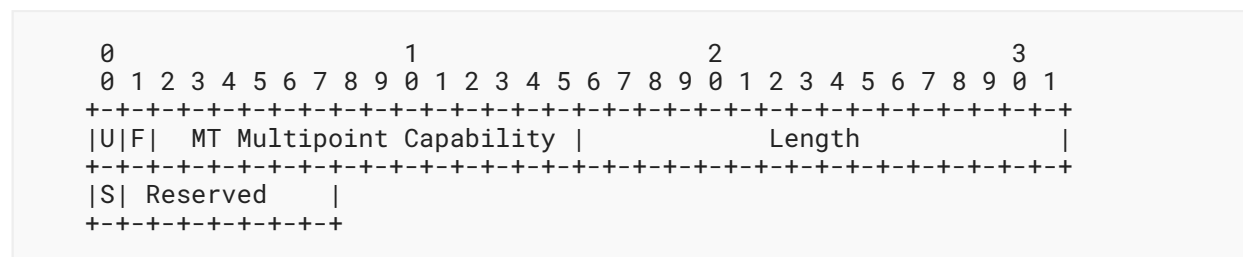 0                   1                   2                   3
 0 1 2 3 4 5 6 7 8 9 0 1 2 3 4 5 6 7 8 9 0 1 2 3 4 5 6 7 8 9 0 1
+-+-+-+-+-+-+-+-+-+-+-+-+-+-+-+-+-+-+-+-+-+-+-+-+-+-+-+-+-+-+-+-+
|U|F|  MT Multipoint Capability |            Length             |
+-+-+-+-+-+-+-+-+-+-+-+-+-+-+-+-+-+-+-+-+-+-+-+-+-+-+-+-+-+-+-+-+
|S| Reserved    |
+-+-+-+-+-+-+-+-+